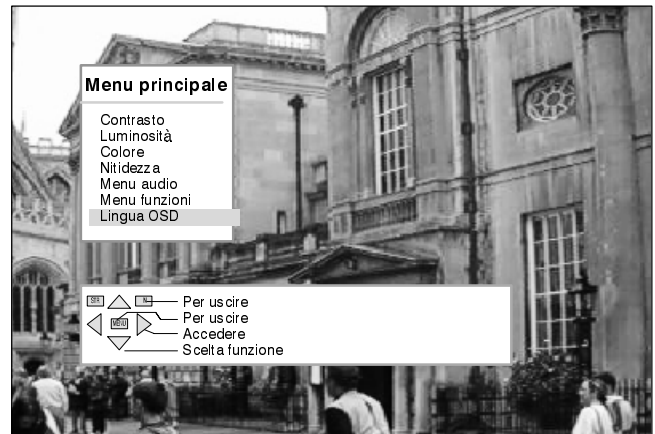 Menu principale
Contrasto
Luminosità
Colore
Nitidezza
Menu audio
Menu funzioni
Lingua OSD
Per uscire
MENU Per uscire
Accedere
Scelta funzione